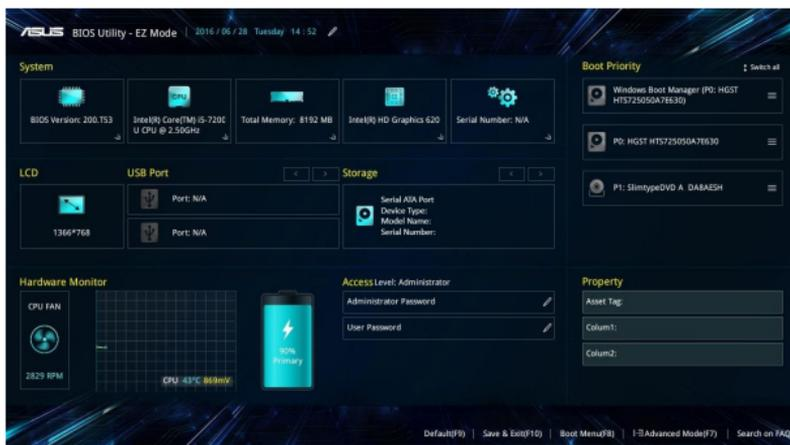 ASUS BIOS Utility - EZ Mode 2016 / 06 / 28 Tuesday 14 : 52
System
BIOS Version: 200.T53
Intel(R) Core(TM) i5-720C
U CPU @ 2.50GHz
Total Memory: 8192 MB
Intel(R) HD Graphics 620
Serial Number: N/A
Boot Priority
Switch all
Windows Boot Manager (P0: HGST
HTS725050A7E630)
P0: HGST HTS725050A7E630
P1: SlimtypeDVD A DA8AESH
LCD
1366*768
USB Port
Port: N/A
Port: N/A
Storage
Serial ATA Port
Device Type:
Model Name:
Serial Number:
Hardware Monitor
CPU FAN
2829 RPM
CPU 43°C 869mV
90%
Primary
Access Level: Administrator
Administrator Password
User Password
Property
Asset Tag:
Colum1:
Colum2:
Default(F9) | Save & Exit(F10) | Boot Menu(F8) | Advanced Mode(F7) | Search on FAQ